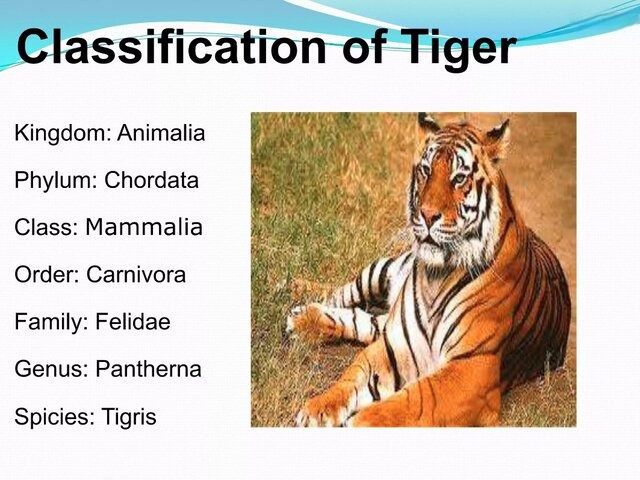 Classification of Tiger
Kingdom: Animalia
Phylum: Chordata
Class: Mammalia
Order: Carnivora
Family: Felidae
Genus: Pantherna
Spicies: Tigris